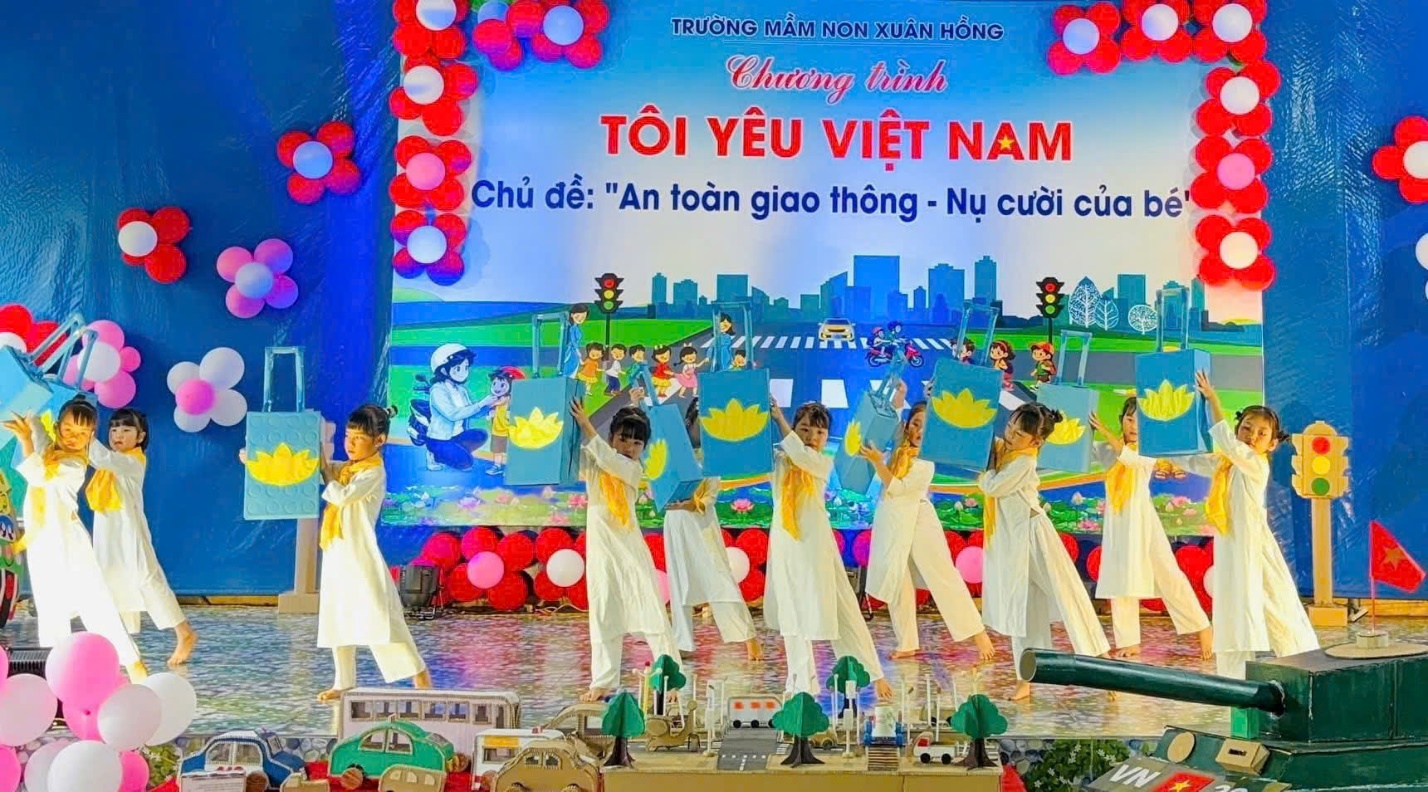 TRƯỜNG MẦM NON XUÂN HỒNG
Chương trình
TÔI YÊU VIỆT NAM
Chủ đề: "An toàn giao thông - Nụ cười của bé"
VN